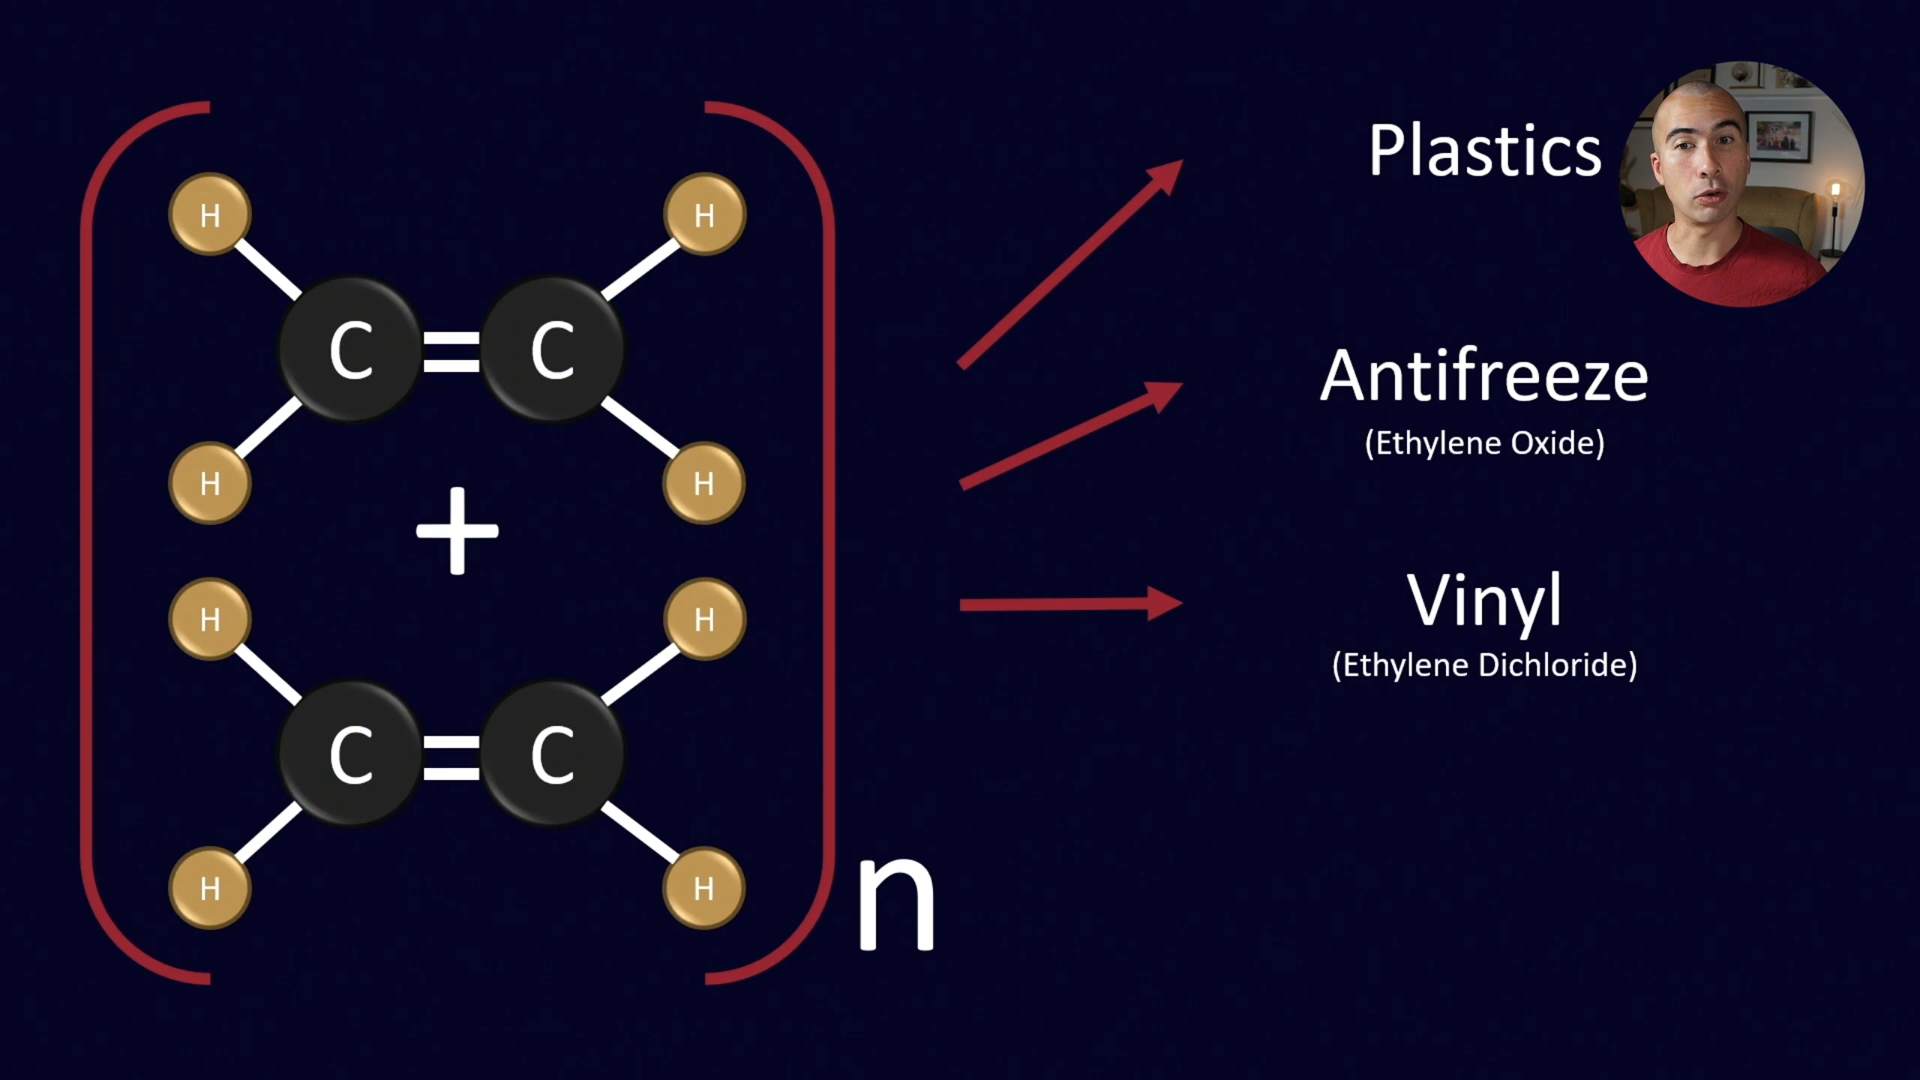 H H
C C
H H
+
H H
C C
H H
n
Plastics
Antifreeze
(Ethylene Oxide)
Vinyl
(Ethylene Dichloride)